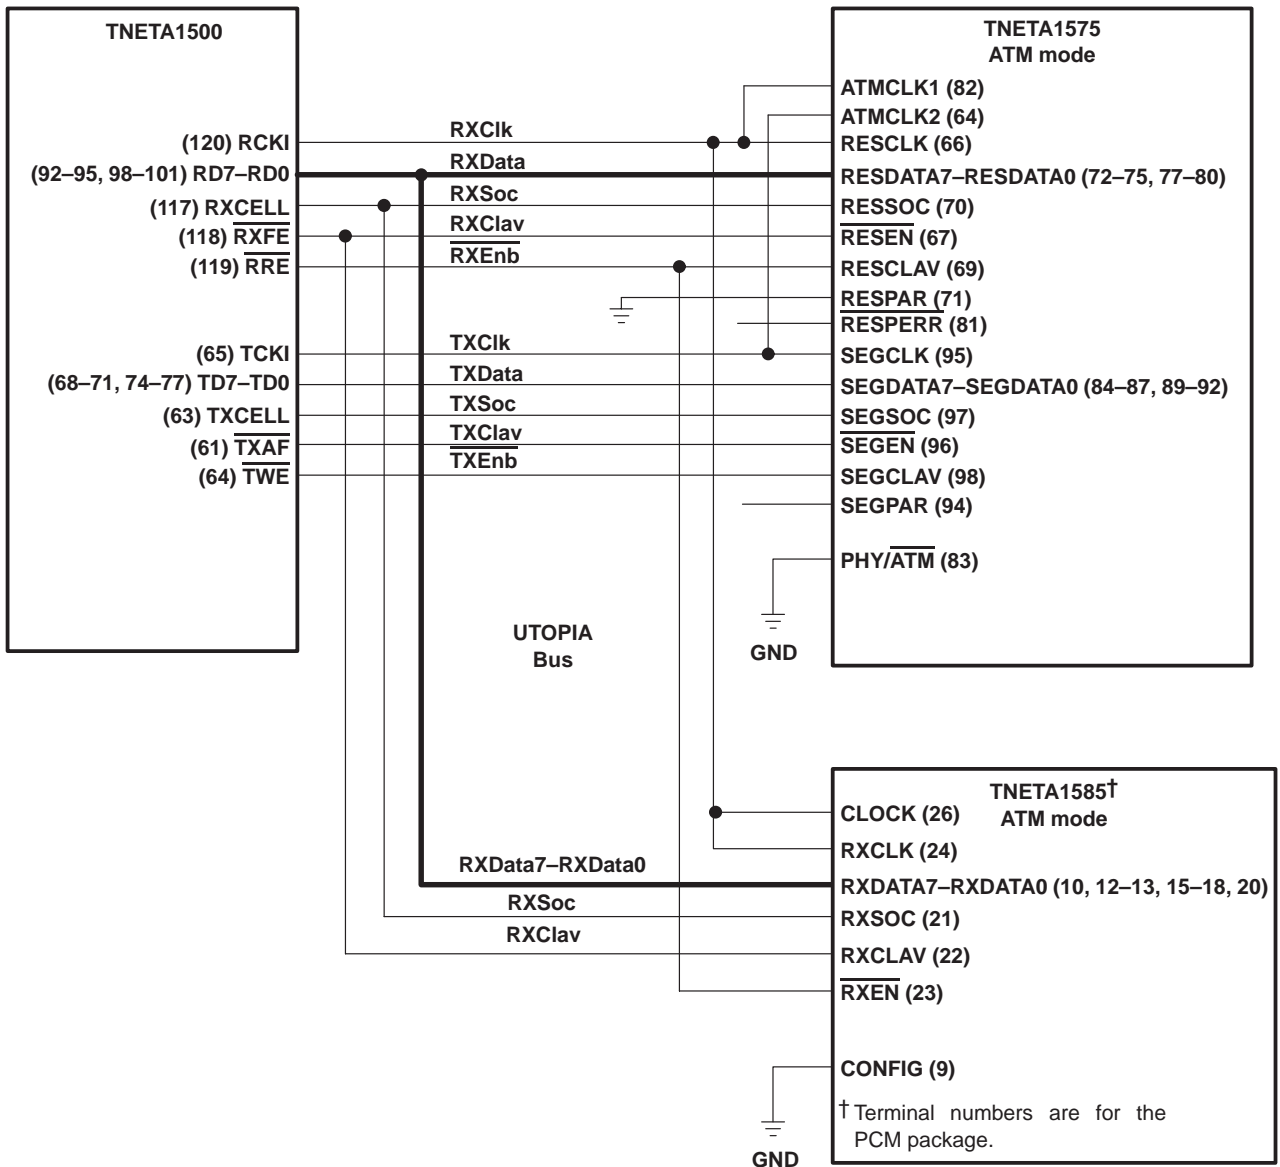 TNETA1500
(120) RCKI
(92–95, 98–101) RD7–RD0
(117) RXCELL
(118) RXFE
(119) RRE
(65) TCKI
(68–71, 74–77) TD7–TD0
(63) TXCELL
(61) TXAF
(64) TWE
RXClk
RXData
RXSoc
RXClav
RXEnb
TXClk
TXData
TXSoc
TXClav
TXEnb
TNETA1575
ATM mode
ATMCLK1 (82)
ATMCLK2 (64)
RESCLK (66)
RESDATA7–RESDATA0 (72–75, 77–80)
RESSOC (70)
RESEN (67)
RESCLAV (69)
RESPAR (71)
RESPERR (81)
SEGCLK (95)
SEGDATA7–SEGDATA0 (84–87, 89–92)
SEGSOC (97)
SEGEN (96)
SEGCLAV (98)
SEGPAR (94)
PHY/ATM (83)
GND
UTOPIA
Bus
RXData7–RXData0
RXSoc
RXClav
TNETA1585†
ATM mode
CLOCK (26)
RXCLK (24)
RXDATA7–RXDATA0 (10, 12–13, 15–18, 20)
RXSOC (21)
RXCLAV (22)
RXEN (23)
CONFIG (9)
GND
† Terminal numbers are for the
PCM package.